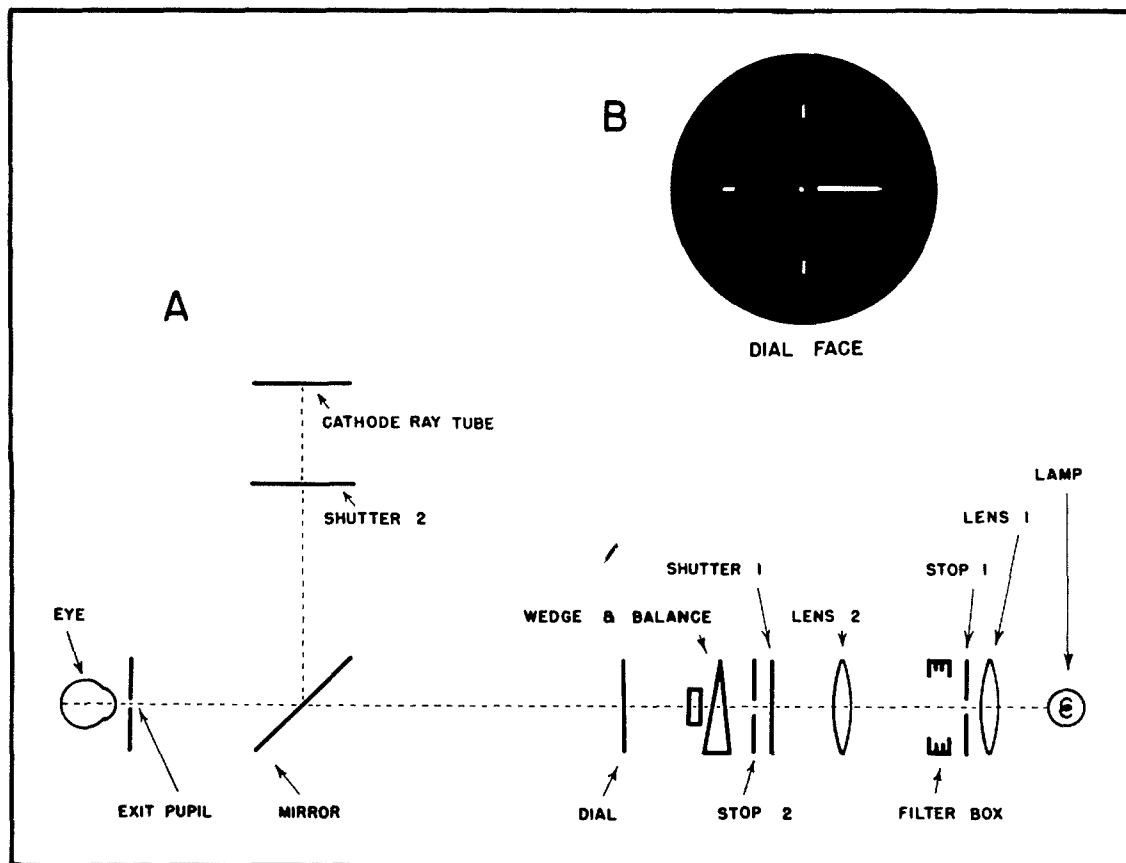 B
DIAL FACE
A
CATHODE RAY TUBE
SHUTTER 2
LAMP
LENS 1
SHUTTER 1
STOP 1
EYE
WEDGE & BALANCE
LENS 2
EXIT PUPIL
MIRROR
DIAL
STOP 2
FILTER BOX